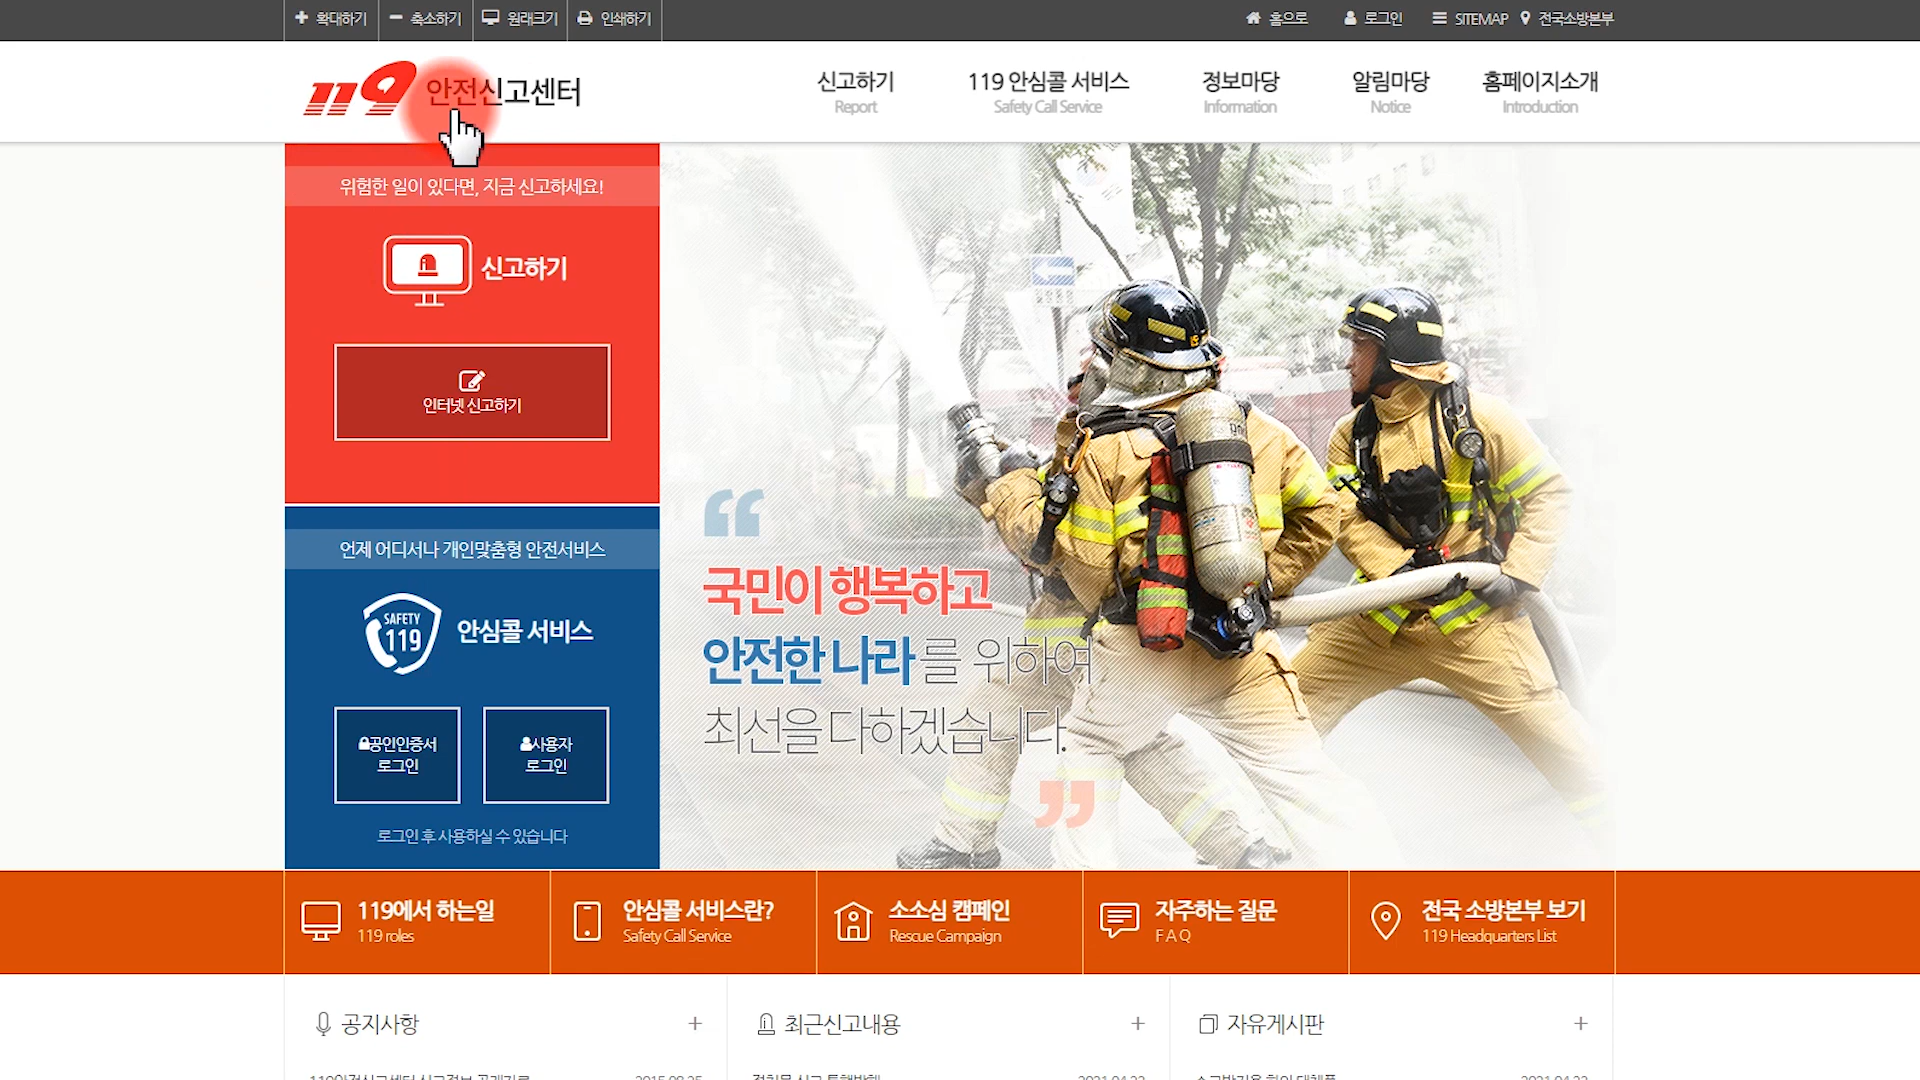 확대하기
축소하기
원래크기
인쇄하기
홈으로
로그인
SITEMAP
전국소방본부
119 안전신고센터
신고하기
Report
119 안심콜 서비스
Safety Call Service
정보마당
Information
알림마당
Notice
홈페이지소개
Introduction
위험한 일이 있다면, 지금 신고하세요!
신고하기
인터넷 신고하기
언제 어디서나 개인맞춤형 안전서비스
SAFETY
119
안심콜 서비스
공인인증서
로그인
사용자
로그인
로그인 후 사용하실 수 있습니다
“
국민이 행복하고
안전한 나라를 위하여
최선을 다하겠습니다.
”
119에서 하는일
119 roles
안심콜 서비스란?
Safety Call Service
소소심 캠페인
Rescue Campaign
자주하는 질문
F A Q
전국 소방본부 보기
119 Headquarters List
공지사항
최근신고내용
자유게시판